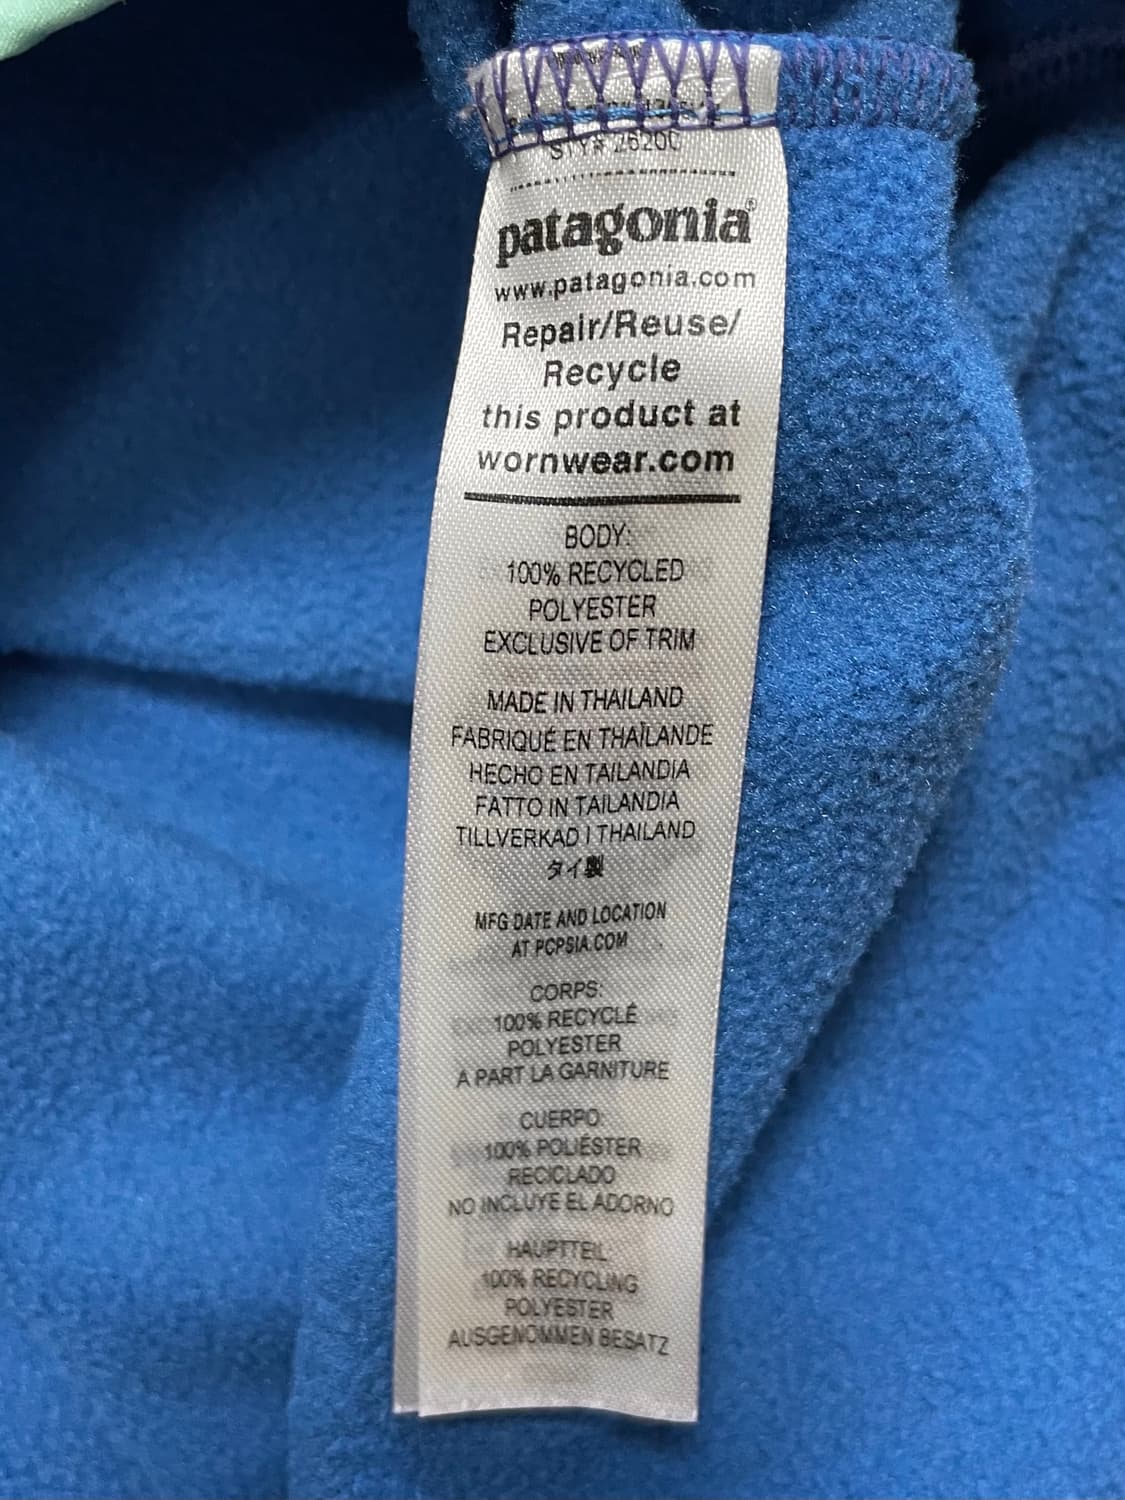 STY# 26200
patagonia®
www.patagonia.com
Repair/Reuse/
Recycle
this product at
wornwear.com
BODY:
100% RECYCLED
POLYESTER
EXCLUSIVE OF TRIM
MADE IN THAILAND
FABRIQUÉ EN THAÏLANDE
HECHO EN TAILANDIA
FATTO IN TAILANDIA
TILLVERKAD I THAILAND
タイ製
MFG DATE AND LOCATION
AT PCPSIA.COM
CORPS:
100% RECYCLÉ
POLYESTER
A PART LA GARNITURE
CUERPO:
100% POLIÉSTER
RECICLADO
NO INCLUYE EL ADORNO
HAUPTTEIL:
100% RECYCLING
POLYESTER
AUSGENOMMEN BESATZ